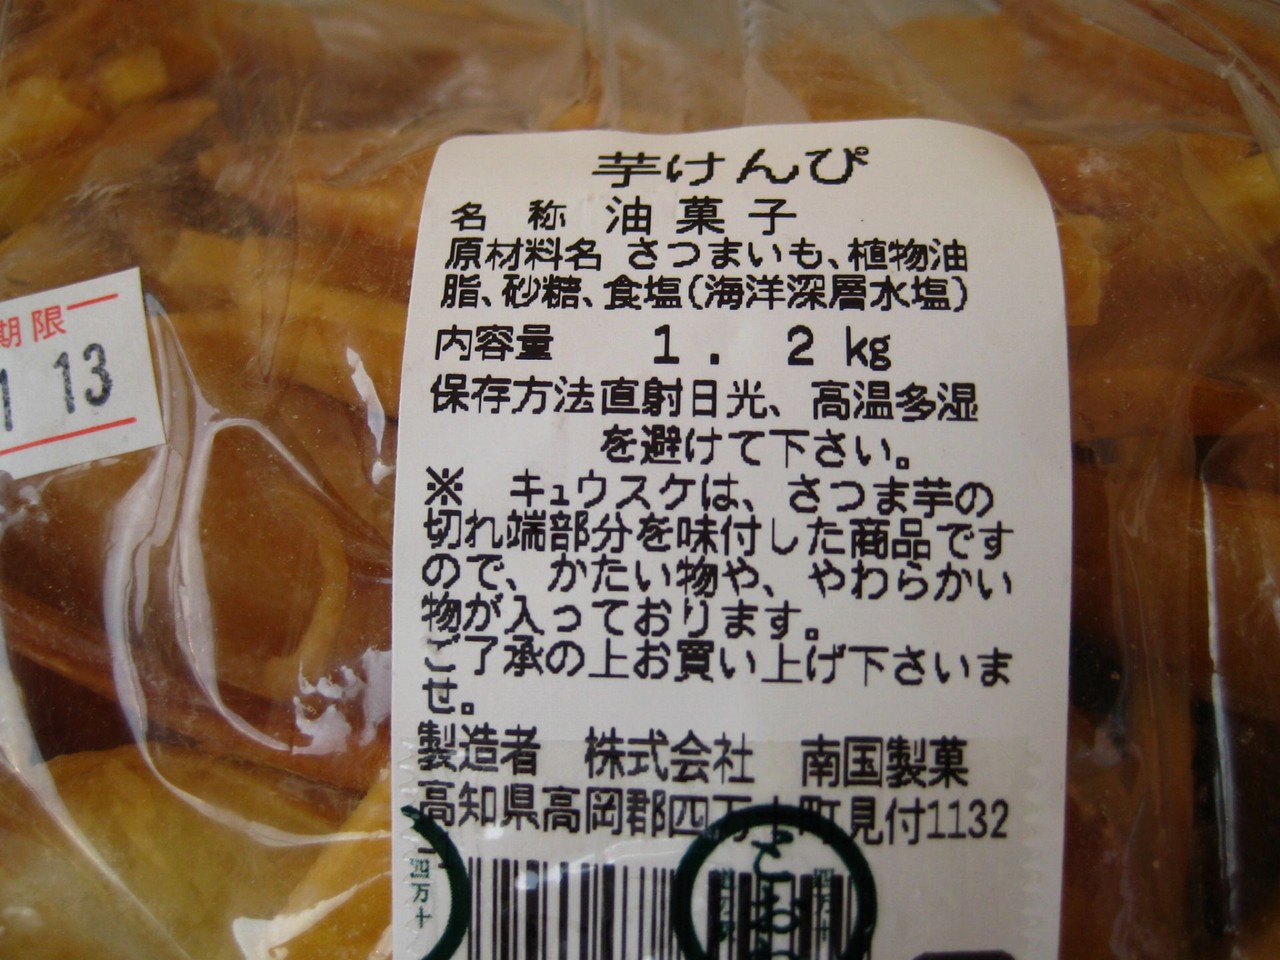 芋けんぴ
名 称 油菓子
原材料名 さつまいも、植物油
脂、砂糖、食塩(海洋深層水塩)
内容量 1. 2kg
保存方法直射日光、高温多湿
を避けて下さい。
※ キュウスケは、さつま芋の
切れ端部分を味付した商品です
ので、かたい物や、やわらかい
物が入っております。
ご了承の上お買い上げ下さいま
せ。
製造者 株式会社 南国製菓
高知県高岡郡四万十町見付1132
期限
1 13
四万十
四万十